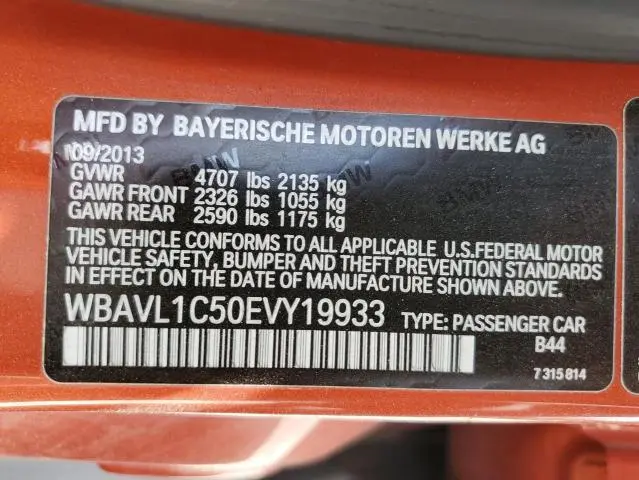 MFD BY BAYERISCHE MOTOREN WERKE AG
09/2013
GVWR 4707 lbs 2135 kg
GAWR FRONT 2326 lbs 1055 kg
GAWR REAR 2590 lbs 1175 kg
THIS VEHICLE CONFORMS TO ALL APPLICABLE U.S.FEDERAL MOTOR
VEHICLE SAFETY, BUMPER AND THEFT PREVENTION STANDARDS
IN EFFECT ON THE DATE OF MANUFACTURE SHOWN ABOVE.
WBAVL1C50EVY19933 TYPE: PASSENGER CAR
B44
7 315 814
BMW
BMW